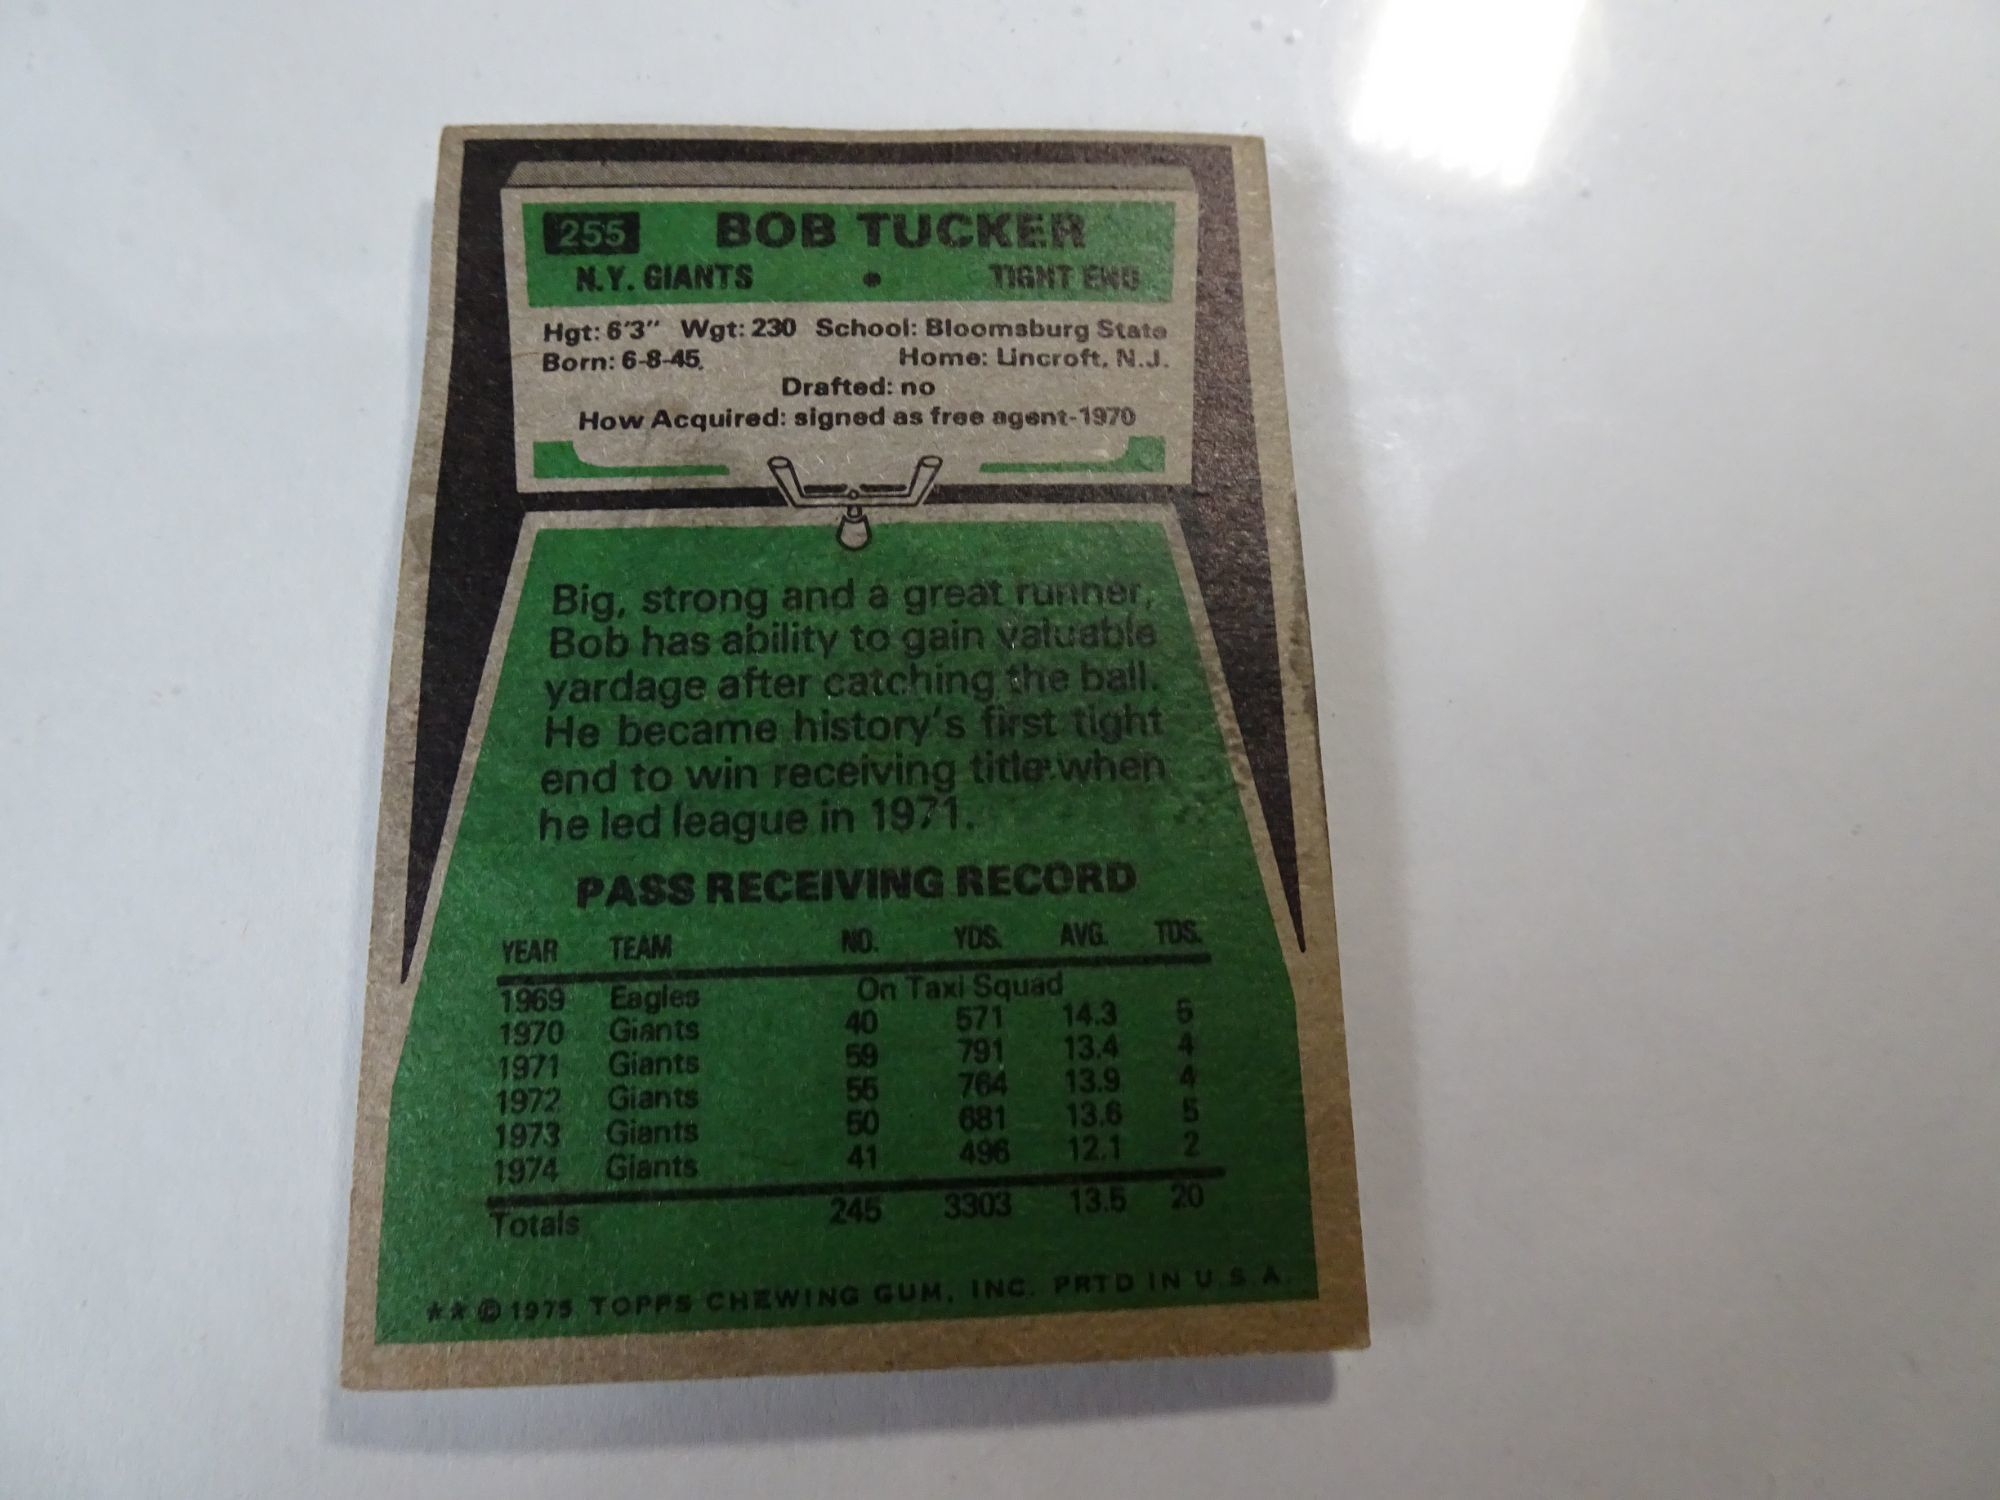 255 BOB TUCKER
N.Y. GIANTS • TIGHT END
Hgt: 6'3" Wgt: 230 School: Bloomsburg State
Born: 6-8-45. Home: Lincroft, N.J.
Drafted: no
How Acquired: signed as free agent-1970
Big, strong and a great runner,
Bob has ability to gain valuable
yardage after catching the ball.
He became history's first tight
end to win receiving title when
he led league in 1971.
PASS RECEIVING RECORD
YEAR TEAM NO. YDS. AVG. TDS.
1969 Eagles On Taxi Squad
1970 Giants 40 571 14.3 5
1971 Giants 59 791 13.4 4
1972 Giants 55 764 13.9 4
1973 Giants 50 681 13.6 5
1974 Giants 41 496 12.1 2
Totals 245 3303 13.5 20
** © 1975 TOPPS CHEWING GUM, INC. PRTD IN U.S.A.